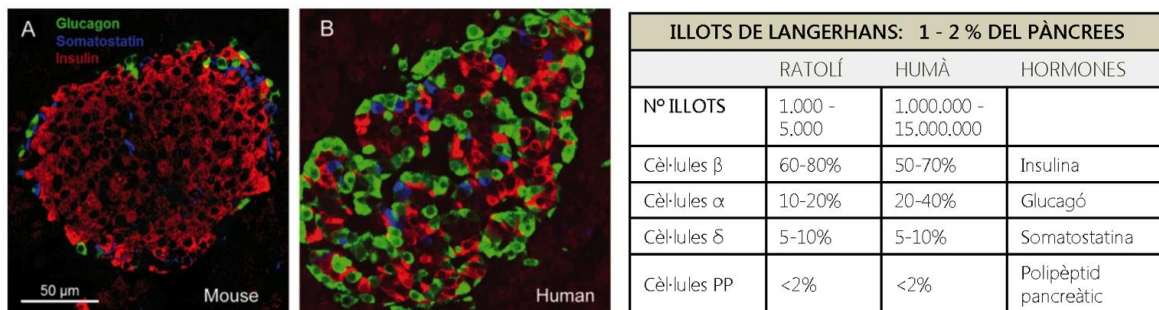 A
Glucagon
Somatostatin
Insulin
50 µm
Mouse
B
Human
ILLOTS DE LANGERHANS: 1 - 2 % DEL PÀNCREES
RATOLÍ HUMÀ HORMONES
Nº ILLOTS 1.000 - 5.000 1.000.000 - 15.000.000
Cèl·lules β 60-80% 50-70% Insulina
Cèl·lules α 10-20% 20-40% Glucagó
Cèl·lules δ 5-10% 5-10% Somatostatina
Cèl·lules PP <2% <2% Polipèptid pancreàtic